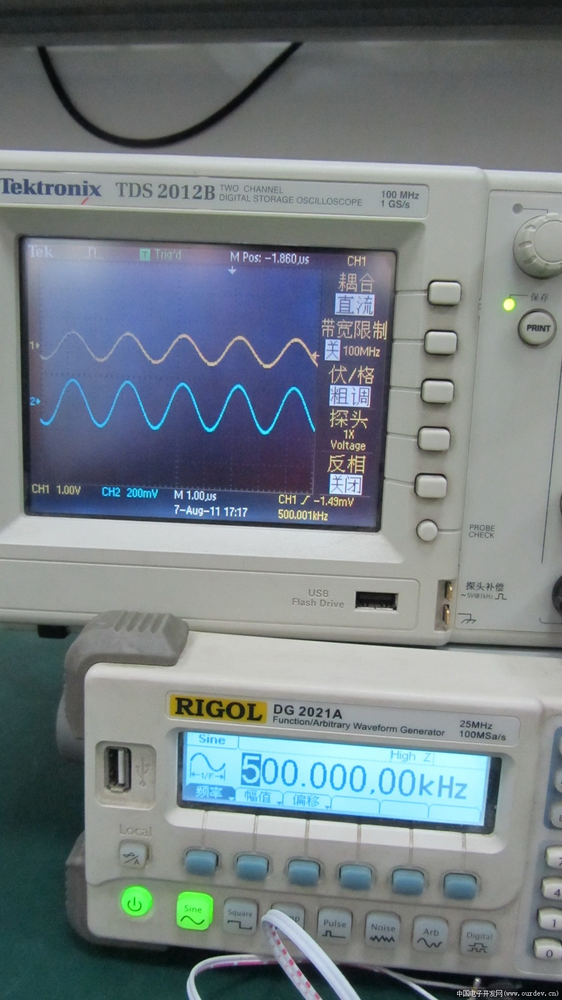 Tektronix TDS 2012B TWO CHANNEL
DIGITAL STORAGE OSCILLOSCOPE
100 MHz
1 GS/s
Tek T Trig'd M Pos: -1.860µs CH1
耦合
直流
带宽限制
关 100MHz
伏/格
粗调
探头
1X
Voltage
反相
关闭
1
2
CH1 1.00V CH2 200mV M 1.00µs CH1 -1.49mV
7-Aug-11 17:17 500.001kHz
保存
PRINT
PROBE
CHECK
USB
Flash Drive
探头补偿
~5V@1kHz
RIGOL DG 2021A
Function/Arbitrary Waveform Generator
25MHz
100MSa/s
Sine
High Z
1/F
500.000,00kHz
频率 幅值 偏移
Local
Sine
Square
Pulse
Noise
Arb
Digital
4
1
0
中国电子开发网(www.ourdev.cn)